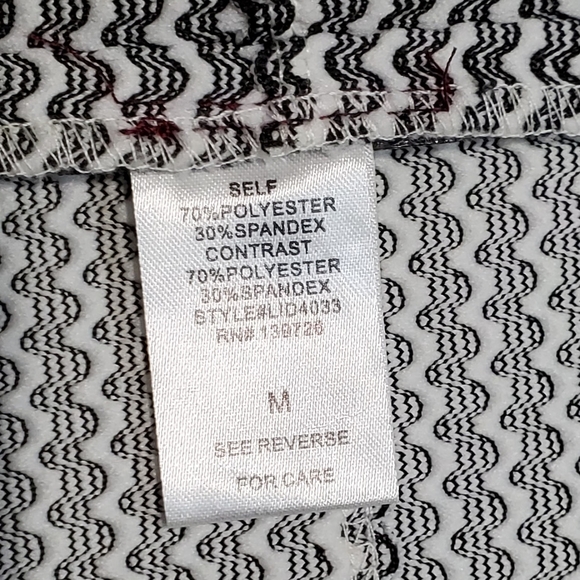 SELF
70%POLYESTER
30%SPANDEX
CONTRAST
70%POLYESTER
30%SPANDEX
STYLE#LID4033
RN# 139726
M
SEE REVERSE
FOR CARE